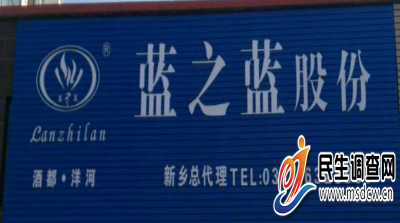 ®
蓝之蓝股份
Lanzhilan
酒都·洋河
新乡总代理TEL:03
民生调查网
www.msdcw.cn